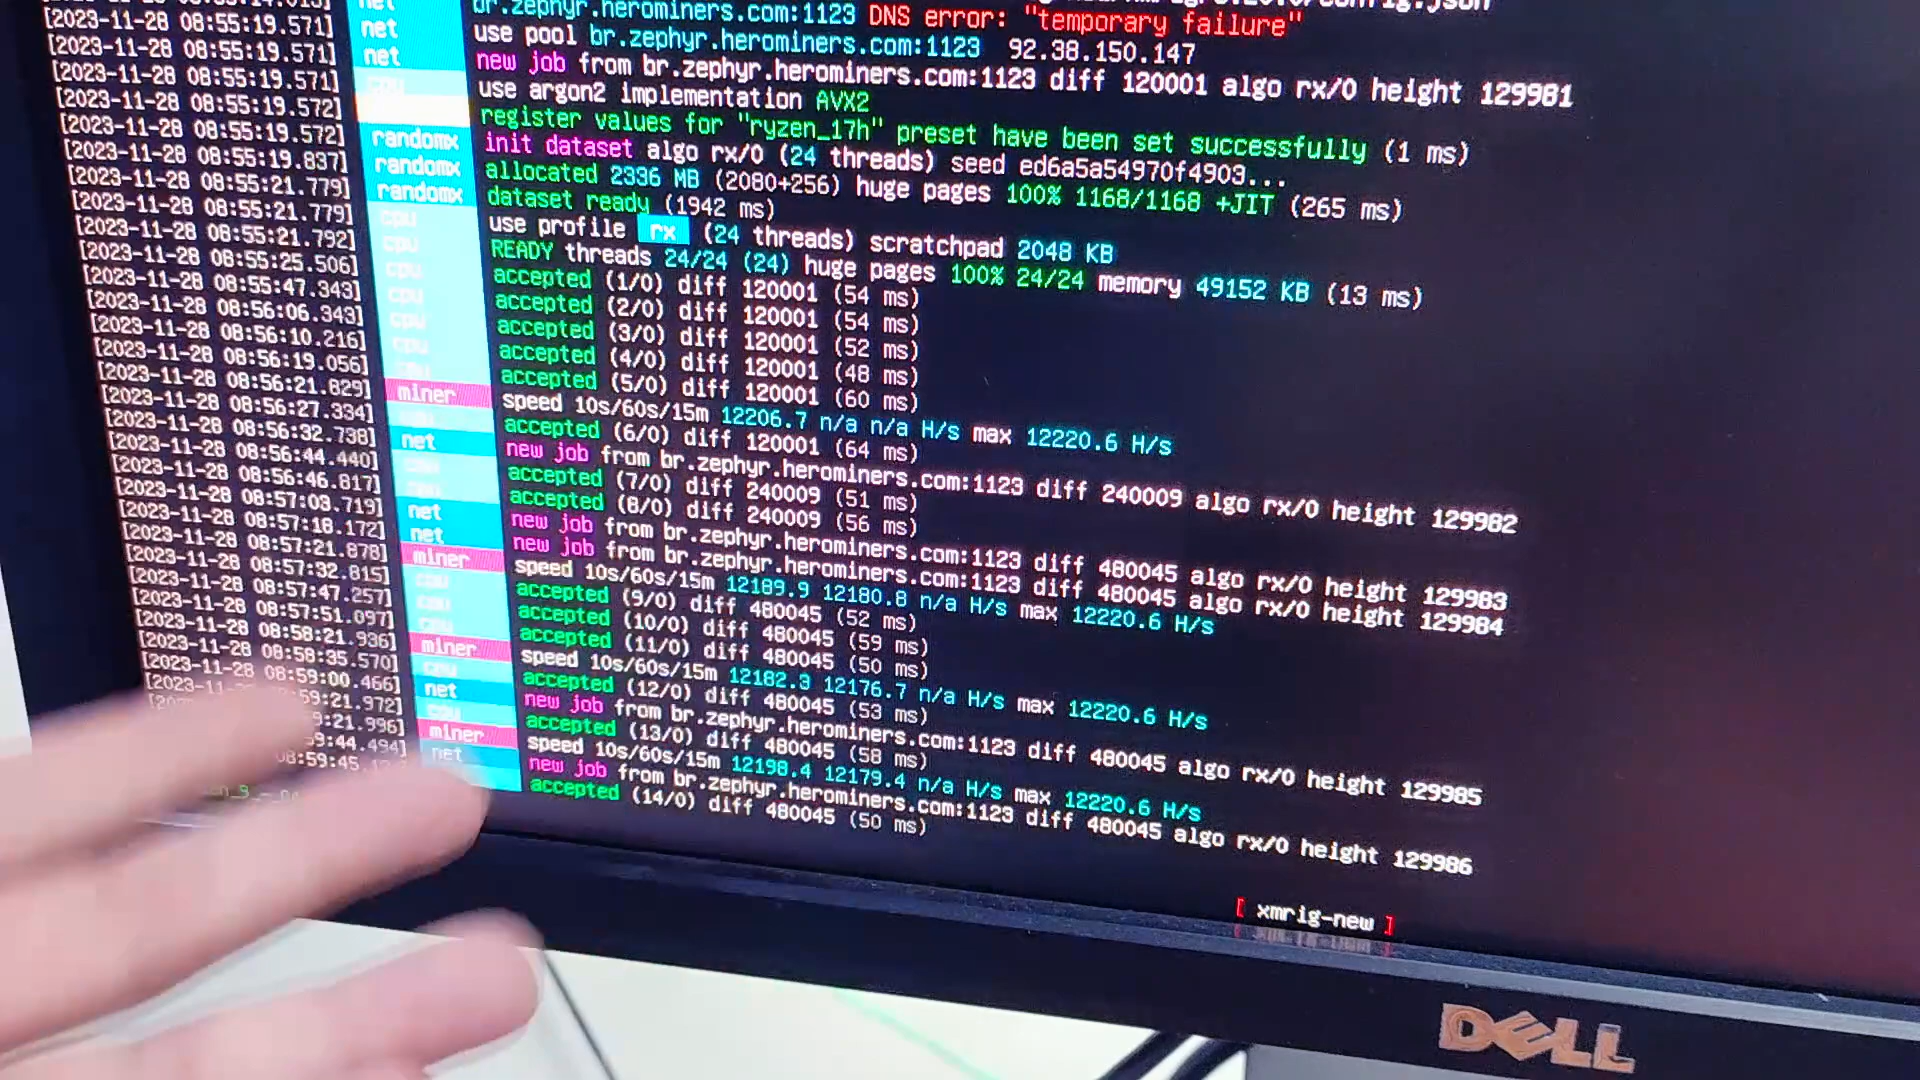 br.zephyr.herominers.com:1123 DNS error: "temporary failure"
[2023-11-28 08:55:19.571] net use pool br.zephyr.herominers.com:1123 92.38.150.147
[2023-11-28 08:55:19.571] net new job from br.zephyr.herominers.com:1123 diff 120001 algo rx/0 height 129981
[2023-11-28 08:55:19.571] cpu use argon2 implementation AVX2
[2023-11-28 08:55:19.572] register values for "ryzen_17h" preset have been set successfully (1 ms)
[2023-11-28 08:55:19.572] randomx init dataset algo rx/0 (24 threads) seed ed6a5a54970f4903...
[2023-11-28 08:55:19.837] randomx allocated 2336 MB (2080+256) huge pages 100% 1168/1168 +JIT (265 ms)
[2023-11-28 08:55:21.779] randomx dataset ready (1942 ms)
[2023-11-28 08:55:21.779] cpu use profile rx (24 threads) scratchpad 2048 KB
[2023-11-28 08:55:21.792] cpu READY threads 24/24 (24) huge pages 100% 24/24 memory 49152 KB (13 ms)
[2023-11-28 08:55:25.506] cpu accepted (1/0) diff 120001 (54 ms)
[2023-11-28 08:55:47.343] cpu accepted (2/0) diff 120001 (54 ms)
[2023-11-28 08:56:06.343] cpu accepted (3/0) diff 120001 (52 ms)
[2023-11-28 08:56:10.216] cpu accepted (4/0) diff 120001 (48 ms)
[2023-11-28 08:56:19.056] cpu accepted (5/0) diff 120001 (60 ms)
[2023-11-28 08:56:21.829] miner speed 10s/60s/15m 12206.7 n/a n/a H/s max 12220.6 H/s
[2023-11-28 08:56:27.334] cpu accepted (6/0) diff 120001 (64 ms)
[2023-11-28 08:56:32.738] net new job from br.zephyr.herominers.com:1123 diff 240009 algo rx/0 height 129982
[2023-11-28 08:56:44.440] cpu accepted (7/0) diff 240009 (51 ms)
[2023-11-28 08:56:46.817] cpu accepted (8/0) diff 240009 (56 ms)
[2023-11-28 08:57:03.719] net new job from br.zephyr.herominers.com:1123 diff 480045 algo rx/0 height 129983
[2023-11-28 08:57:18.172] net new job from br.zephyr.herominers.com:1123 diff 480045 algo rx/0 height 129984
[2023-11-28 08:57:21.878] miner speed 10s/60s/15m 12189.9 12180.8 n/a H/s max 12220.6 H/s
[2023-11-28 08:57:32.815] cpu accepted (9/0) diff 480045 (52 ms)
[2023-11-28 08:57:47.257] cpu accepted (10/0) diff 480045 (59 ms)
[2023-11-28 08:57:51.097] cpu accepted (11/0) diff 480045 (50 ms)
[2023-11-28 08:58:21.936] miner speed 10s/60s/15m 12182.3 12176.7 n/a H/s max 12220.6 H/s
[2023-11-28 08:58:35.570] cpu accepted (12/0) diff 480045 (53 ms)
[2023-11-28 08:59:00.466] net new job from br.zephyr.herominers.com:1123 diff 480045 algo rx/0 height 129985
[2023-11-28 08:59:21.972] cpu accepted (13/0) diff 480045 (58 ms)
miner speed 10s/60s/15m 12198.4 12179.4 n/a H/s max 12220.6 H/s
net new job from br.zephyr.herominers.com:1123 diff 480045 algo rx/0 height 129986
accepted (14/0) diff 480045 (50 ms)
[ xmrig-new ]
DELL